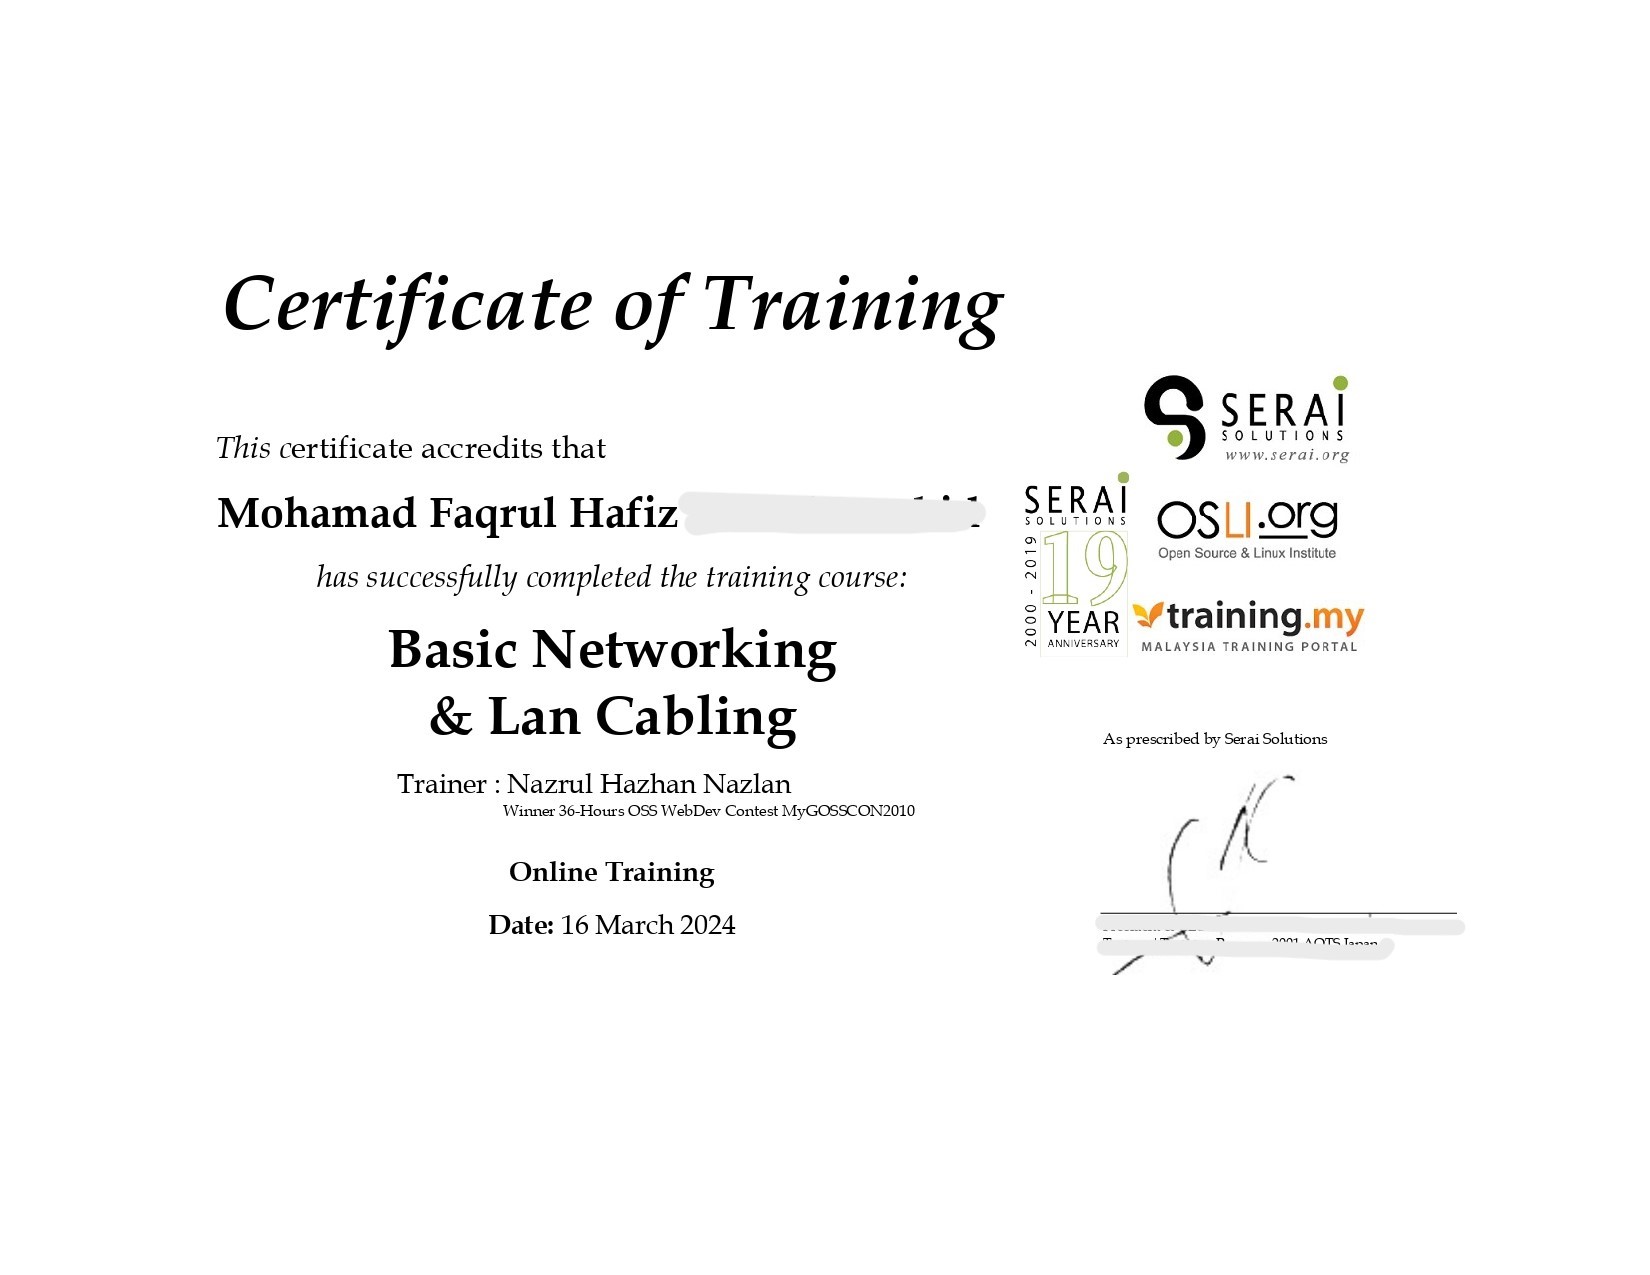 Certificate of Training
This certificate accredits that
Mohamad Faqrul Hafiz
has successfully completed the training course:
Basic Networking
& Lan Cabling
Trainer : Nazrul Hazhan Nazlan
Winner 36-Hours OSS WebDev Contest MyGOSSCON2010
Online Training
Date: 16 March 2024
SERAI
SOLUTIONS
www.serai.org
SERAI
SOLUTIONS
2000 - 2019
19
YEAR
ANNIVERSARY
OSLI.org
Open Source & Linux Institute
training.my
MALAYSIA TRAINING PORTAL
As prescribed by Serai Solutions
2001 AOTS Japan